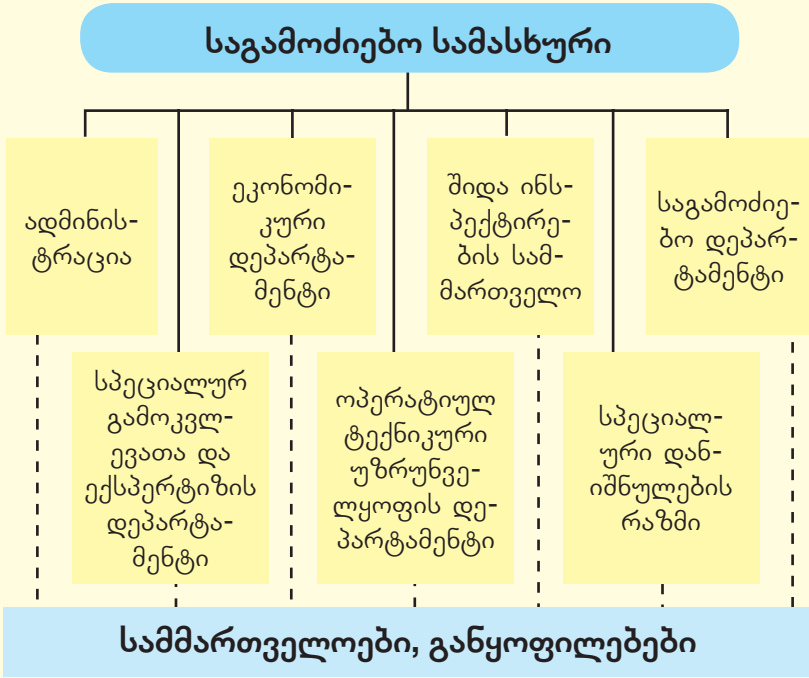 საგამოძიებო სამასხური
ადმინის-
ტრაცია
ეკონომი-
კური
დეპარტა-
მენტი
შიდა ინს-
პექტირე-
ბის სამ-
მართველო
საგამოძიე-
ბო დეპარ-
ტამენტი
სპეციალურ
გამოკვლ-
ევათა და
ექსპერტიზის
დეპარტა-
მენტი
ოპერატიულ
ტექნიკური
უზრუნვე-
ლყოფის დე-
პარტამენტი
სპეციალ-
ური დან-
იშნულების
რაზმი
სამმართველოები, განყოფილებები